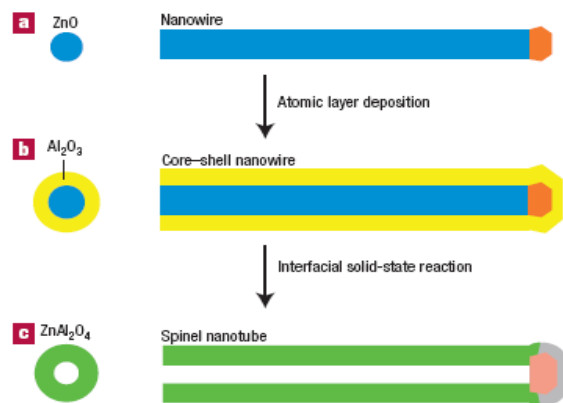 a ZnO
Nanowire
Atomic layer deposition
b Al₂O₃
Core–shell nanowire
Interfacial solid-state reaction
c ZnAl₂O₄
Spinel nanotube